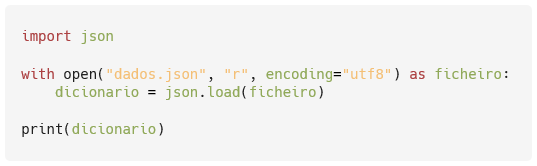 import json
with open("dados.json", "r", encoding="utf8") as ficheiro:
    dicionario = json.load(ficheiro)
print(dicionario)